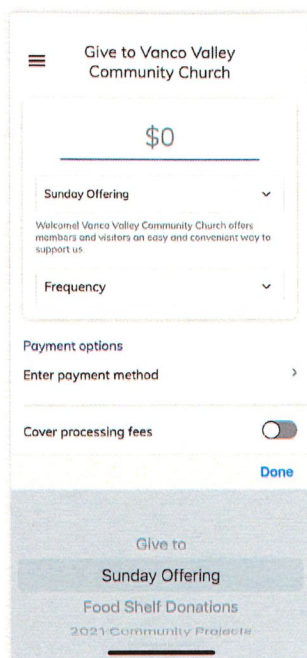 Give to Vanco Valley
Community Church
$0
Sunday Offering
Welcome! Vanco Valley Community Church offers
members and visitors an easy and convenient way to
support us.
Frequency
Payment options
Enter payment method
Cover processing fees
Done
Give to
Sunday Offering
Food Shelf Donations
2021 Community Projects